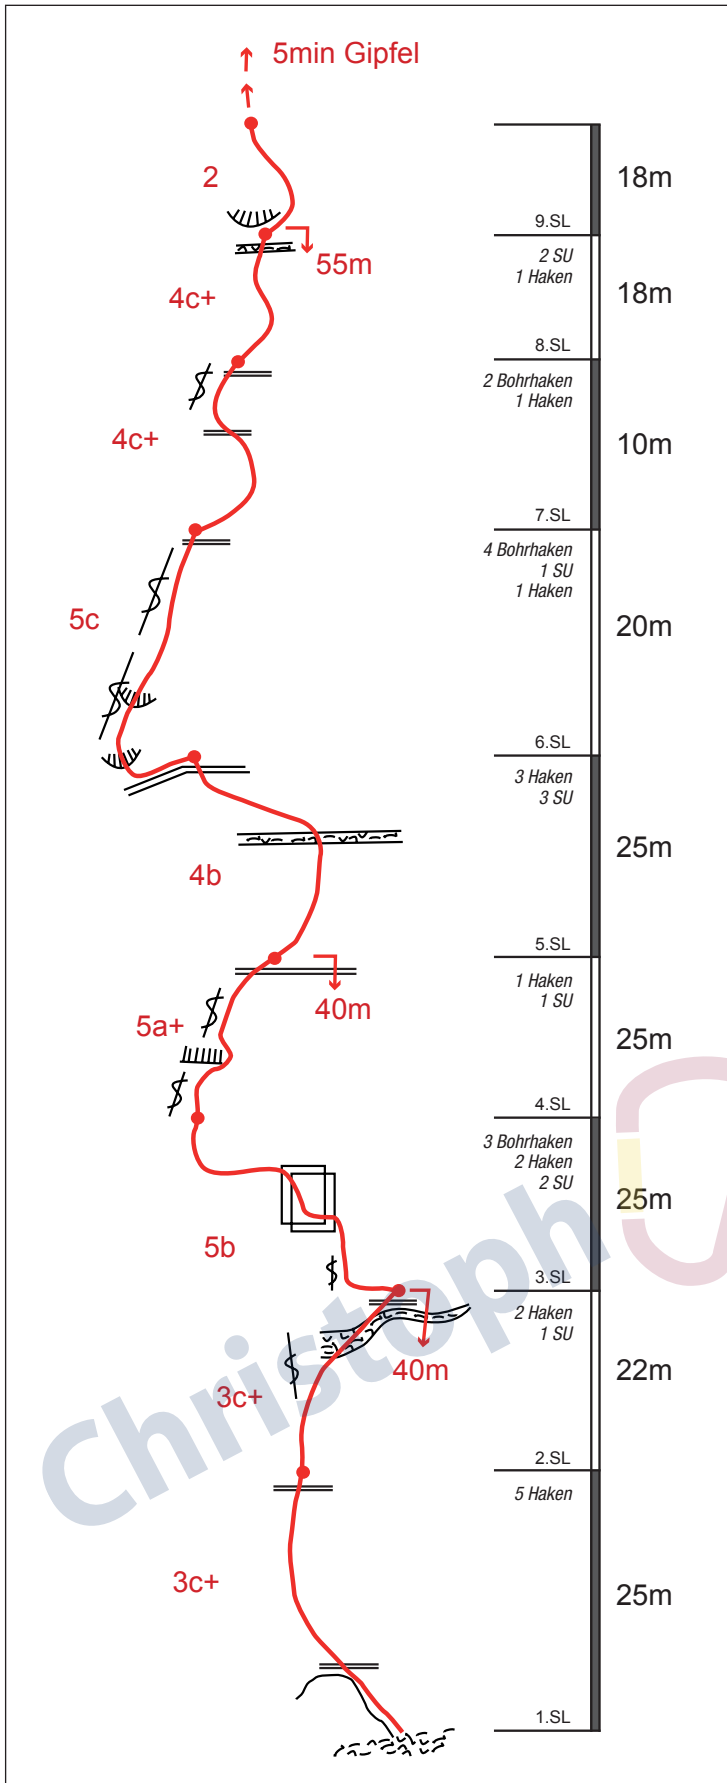 5min Gipfel
2
18m
9.SL
55m
2 SU
1 Haken
4c+
18m
8.SL
2 Bohrhaken
1 Haken
4c+
10m
7.SL
4 Bohrhaken
1 SU
1 Haken
5c
20m
6.SL
3 Haken
3 SU
4b
25m
5.SL
1 Haken
1 SU
40m
5a+
25m
4.SL
3 Bohrhaken
2 Haken
2 SU
25m
5b
3.SL
2 Haken
1 SU
40m
22m
3c+
Christoph
2.SL
5 Haken
3c+
25m
1.SL